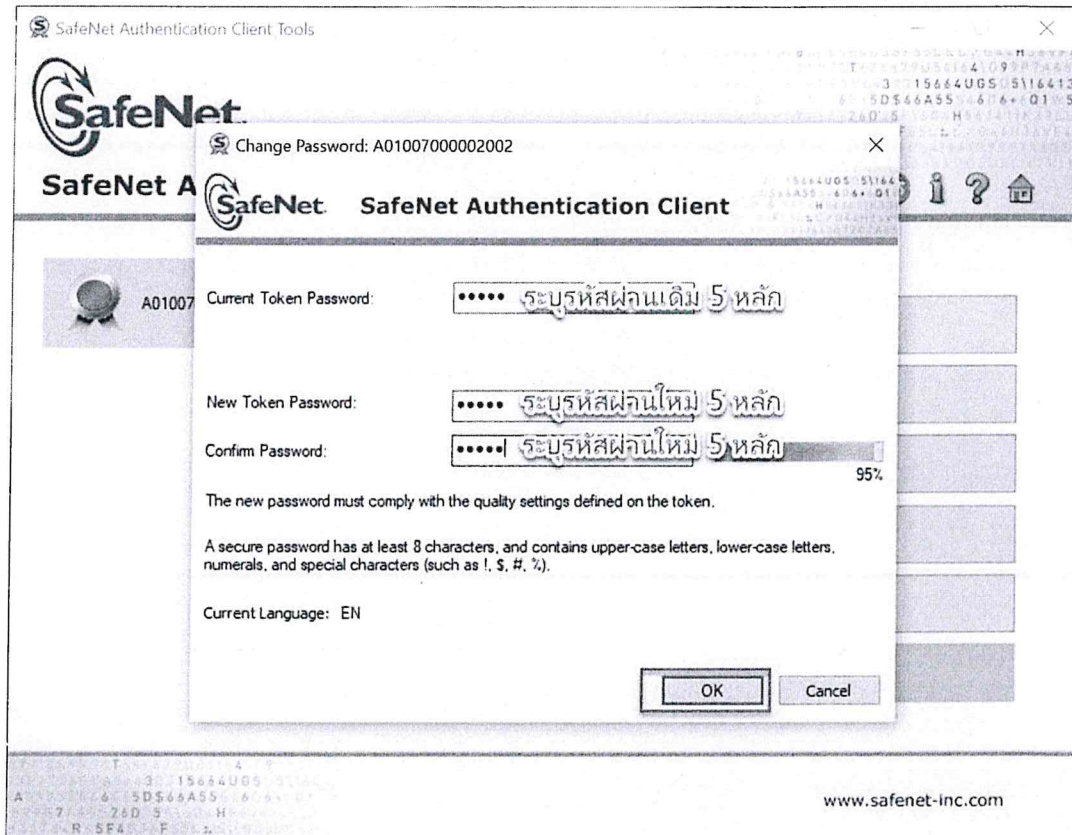 SafeNet Authentication Client Tools
SafeNet
SafeNet A
Change Password: A01007000002002
SafeNet. SafeNet Authentication Client
A01007
Current Token Password: ••••• ระบุรหัสผ่านเดิม 5 หลัก
New Token Password: ••••• ระบุรหัสผ่านใหม่ 5 หลัก
Confirm Password: ••••• ระบุรหัสผ่านใหม่ 5 หลัก
95%
The new password must comply with the quality settings defined on the token.
A secure password has at least 8 characters, and contains upper-case letters, lower-case letters,
numerals, and special characters (such as !, $, #, %).
Current Language: EN
OK Cancel
www.safenet-inc.com